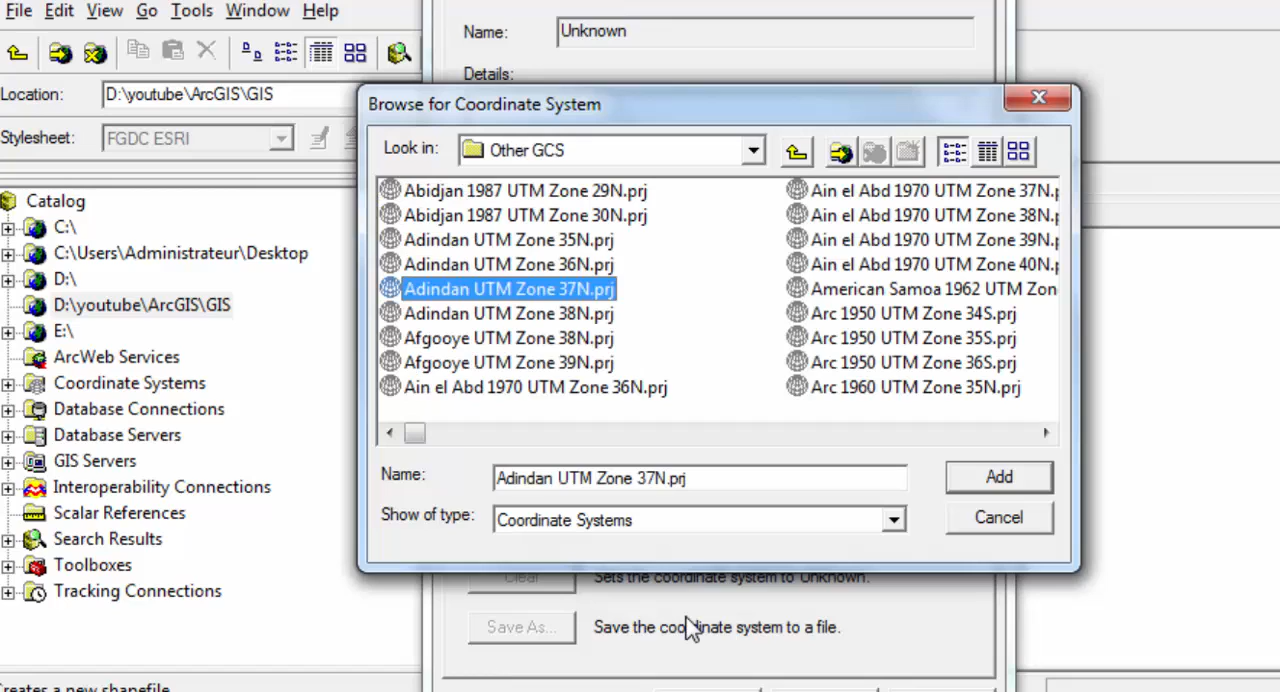 File Edit View Go Tools Window Help
Location: D:\youtube\ArcGIS\GIS
Stylesheet: FGDC ESRI
Catalog
C:\
C:\Users\Administrateur\Desktop
D:\
D:\youtube\ArcGIS\GIS
E:\
ArcWeb Services
Coordinate Systems
Database Connections
Database Servers
GIS Servers
Interoperability Connections
Scalar References
Search Results
Toolboxes
Tracking Connections
Creates a new shapefile
Name: Unknown
Details:
Browse for Coordinate System
Look in: Other GCS
Abidjan 1987 UTM Zone 29N.prj
Abidjan 1987 UTM Zone 30N.prj
Adindan UTM Zone 35N.prj
Adindan UTM Zone 36N.prj
Adindan UTM Zone 37N.prj
Adindan UTM Zone 38N.prj
Afgooye UTM Zone 38N.prj
Afgooye UTM Zone 39N.prj
Ain el Abd 1970 UTM Zone 36N.prj
Ain el Abd 1970 UTM Zone 37N.p
Ain el Abd 1970 UTM Zone 38N.p
Ain el Abd 1970 UTM Zone 39N.p
Ain el Abd 1970 UTM Zone 40N.p
American Samoa 1962 UTM Zon
Arc 1950 UTM Zone 34S.prj
Arc 1950 UTM Zone 35S.prj
Arc 1950 UTM Zone 36S.prj
Arc 1960 UTM Zone 35N.prj
Name: Adindan UTM Zone 37N.prj Add
Show of type: Coordinate Systems Cancel
Clear Sets the coordinate system to Unknown.
Save As... Save the coordinate system to a file.